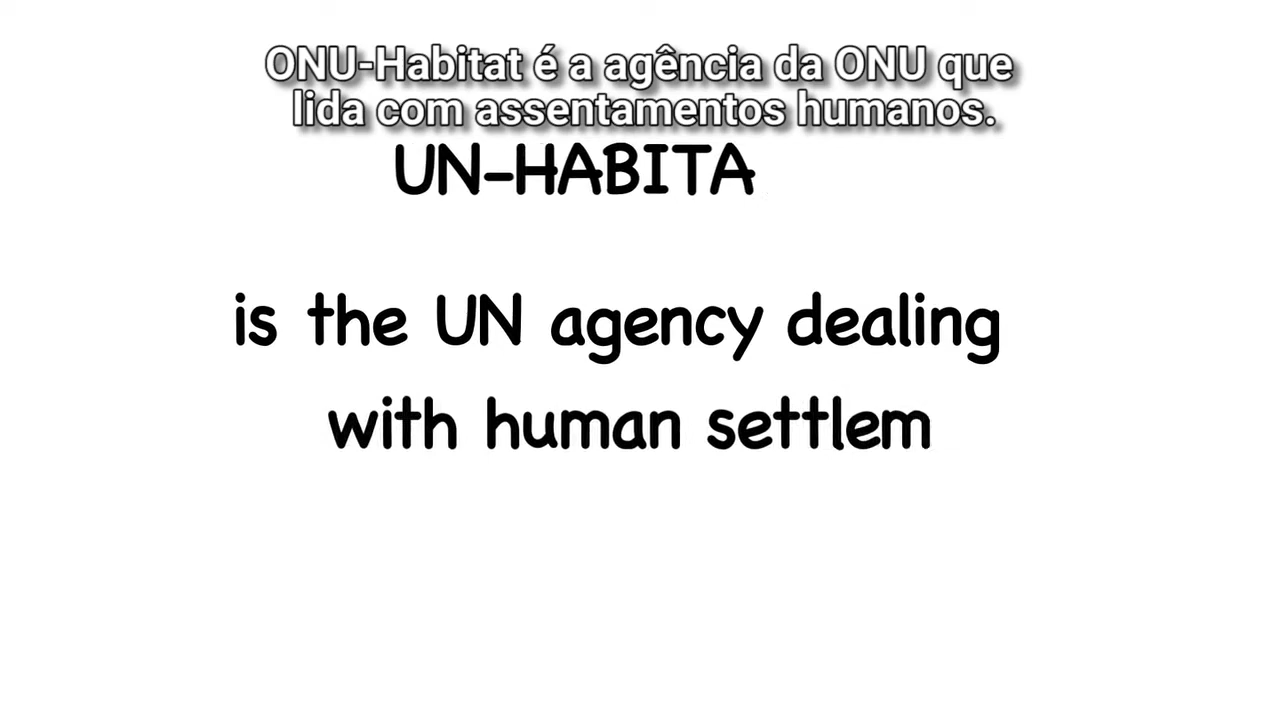 ONU-Habitat é a agência da ONU que
lida com assentamentos humanos.
UN-HABITA
is the UN agency dealing
with human settlem